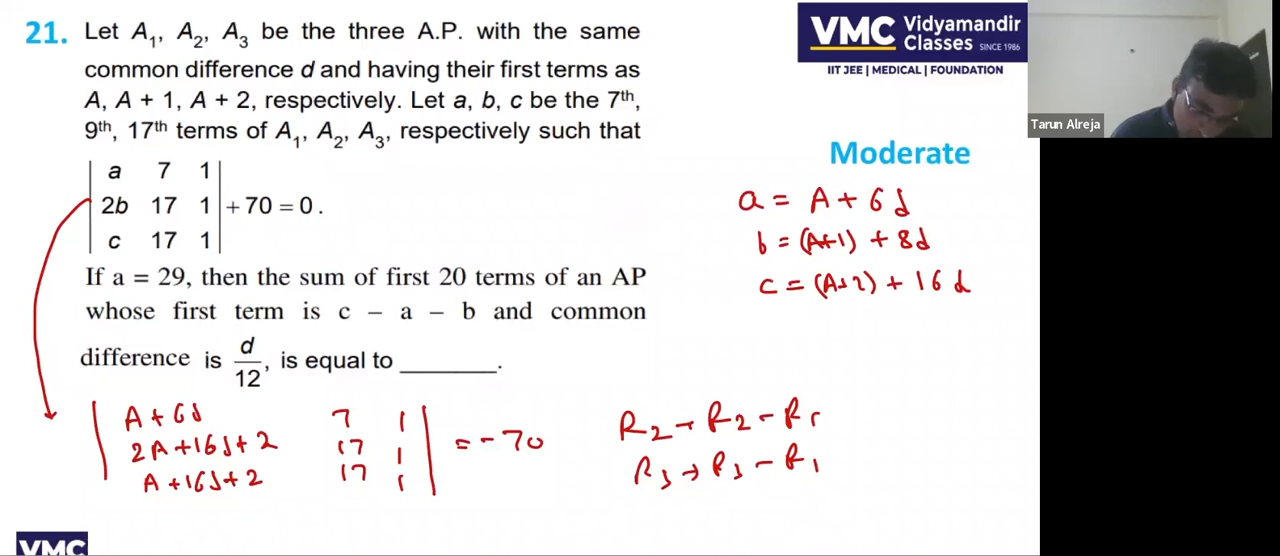 21. Let A₁, A₂, A₃ be the three A.P. with the same
common difference d and having their first terms as
A, A + 1, A + 2, respectively. Let a, b, c be the 7ᵗʰ,
9ᵗʰ, 17ᵗʰ terms of A₁, A₂, A₃, respectively such that
| a 7 1 |
| 2b 17 1 | + 70 = 0.
| c 17 1 |
If a = 29, then the sum of first 20 terms of an AP
whose first term is c − a − b and common
difference is d/12, is equal to ______.
VMC Vidyamandir
Classes SINCE 1986
IIT JEE | MEDICAL | FOUNDATION
Tarun Alreja
Moderate
a = A + 6d
b = (A+1) + 8d
c = (A+2) + 16d
| A + 6d 7 1 |
| 2A + 16d + 2 17 1 | = -70
| A + 16d + 2 17 1 |
R₂ → R₂ − R₁
R₃ → R₃ − R₁
VMC